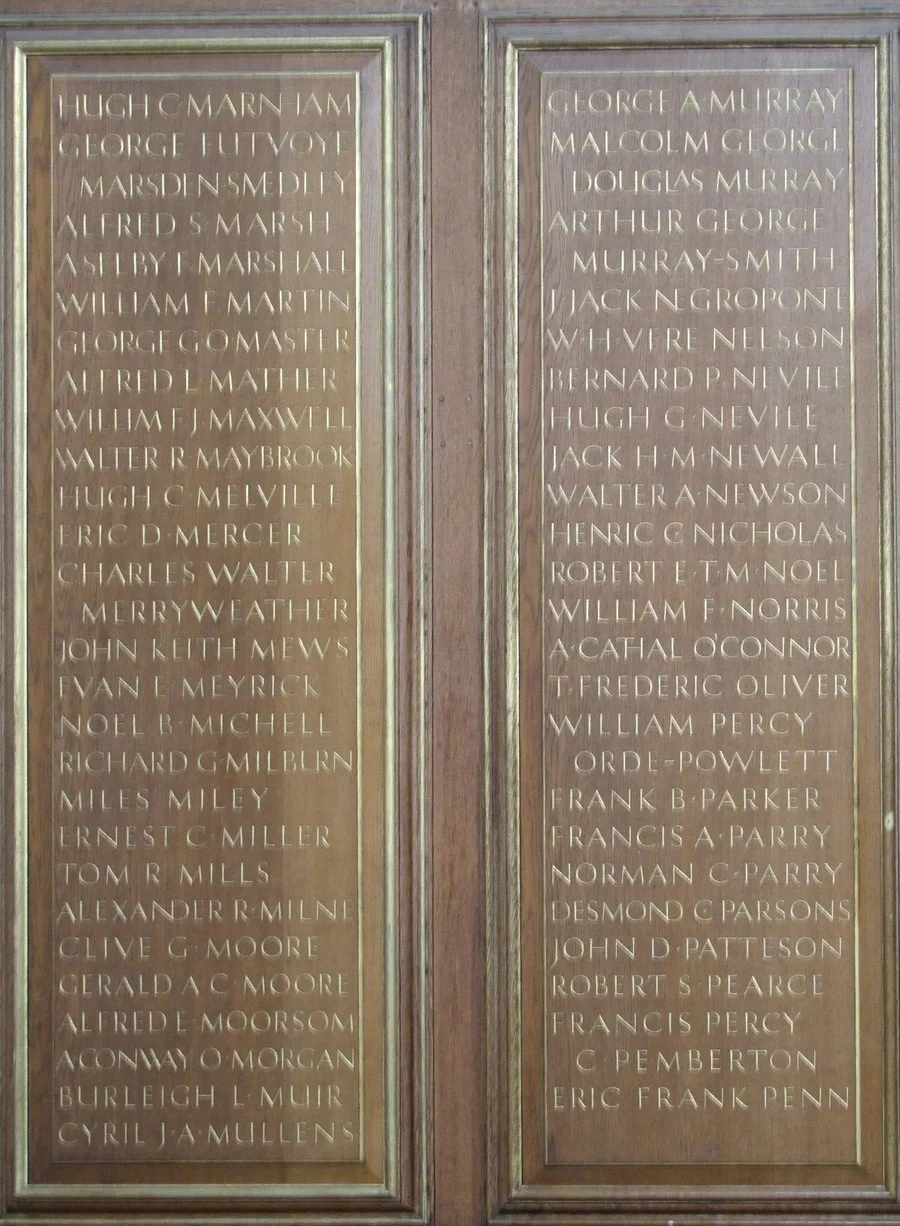 HUGH C·MARNHAM
GEORGE FUTVOYE
MARSDEN-SMEDLEY
ALFRED S·MARSH
ASHBY F·MARSHALL
WILLIAM F·MARTIN
GEORGE G O MASTER
ALFRED L·MATHER
WILLIAM F·J·MAXWELL
WALTER R·MAYBROOK
HUGH C·MELVILLE
ERIC D·MERCER
CHARLES WALTER
MERRYWEATHER
JOHN KEITH MEWS
EVAN E·MEYRICK
NOEL B·MICHELL
RICHARD G·MILBURN
MILES MILEY
ERNEST C·MILLER
TOM R·MILLS
ALEXANDER R·MILNE
CLIVE G·MOORE
GERALD A C·MOORE
ALFRED E·MOORSOM
A CONWAY O·MORGAN
BURLEIGH L·MUIR
CYRIL J·A·MULLENS
GEORGE A·MURRAY
MALCOLM GEORGE
DOUGLAS MURRAY
ARTHUR GEORGE
MURRAY-SMITH
J·JACK NEGROPONTE
W·H·VERE NELSON
BERNARD P·NEVILE
HUGH G·NEVILE
JACK H·M·NEWALL
WALTER A·NEWSON
HENRIC C·NICHOLAS
ROBERT E·T·M·NOEL
WILLIAM F·NORRIS
A·CATHAL O'CONNOR
T·FREDERIC OLIVER
WILLIAM PERCY
ORDE-POWLETT
FRANK B·PARKER
FRANCIS A·PARRY
NORMAN C·PARRY
DESMOND C·PARSONS
JOHN D·PATTESON
ROBERT S·PEARCE
FRANCIS PERCY
C·PEMBERTON
ERIC FRANK PENN